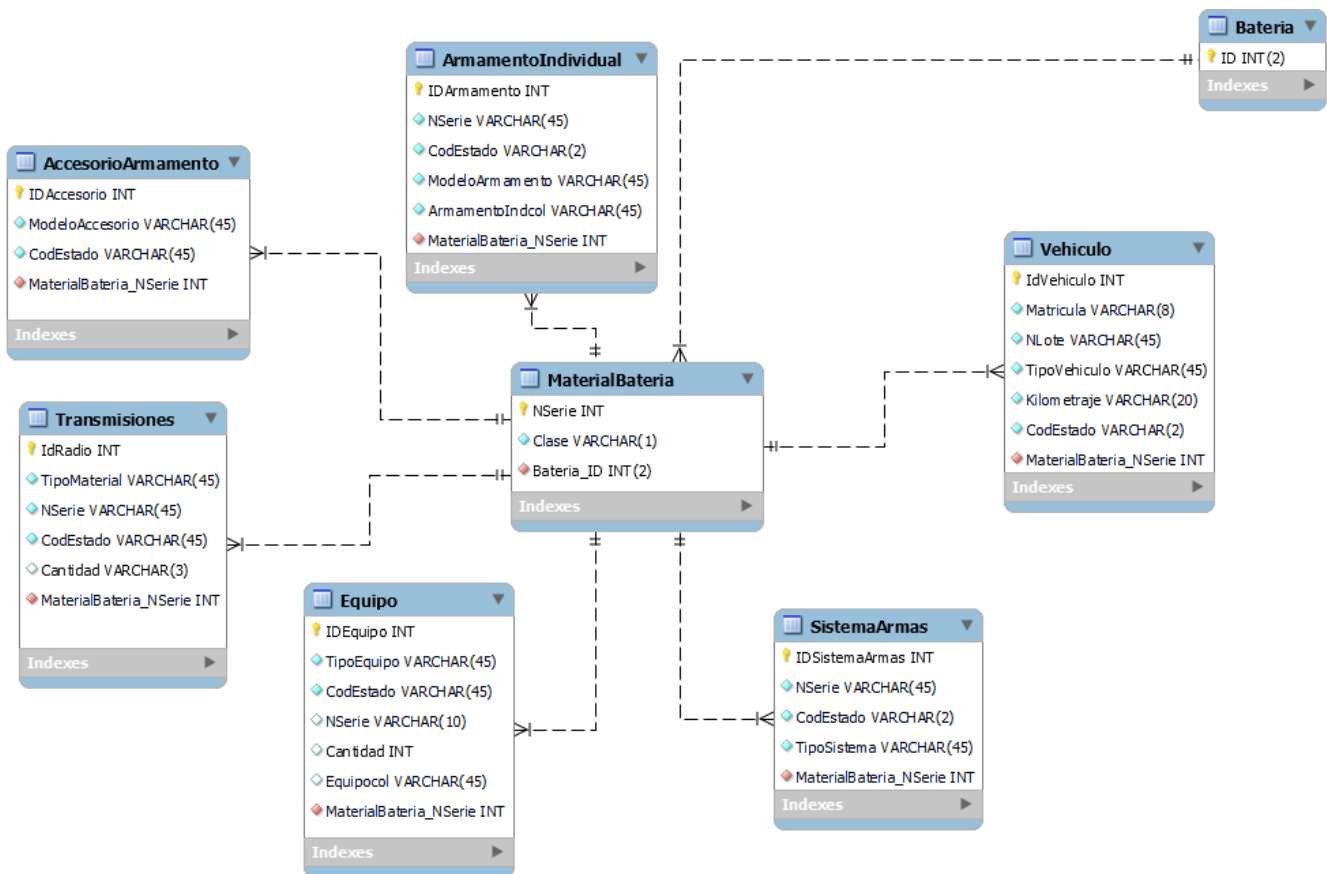 Bateria
ID INT(2)
Indexes
ArmamentoIndividual
IDArmamento INT
NSerie VARCHAR(45)
CodEstado VARCHAR(2)
ModeloArmamento VARCHAR(45)
ArmamentoIndcol VARCHAR(45)
MaterialBateria_NSerie INT
Indexes
AccesorioArmamento
IDAccesorio INT
ModeloAccesorio VARCHAR(45)
CodEstado VARCHAR(45)
MaterialBateria_NSerie INT
Indexes
Vehiculo
IdVehiculo INT
Matricula VARCHAR(8)
NLote VARCHAR(45)
TipoVehiculo VARCHAR(45)
Kilometraje VARCHAR(20)
CodEstado VARCHAR(2)
MaterialBateria_NSerie INT
Indexes
MaterialBateria
NSerie INT
Clase VARCHAR(1)
Bateria_ID INT(2)
Indexes
Transmisiones
IdRadio INT
TipoMaterial VARCHAR(45)
NSerie VARCHAR(45)
CodEstado VARCHAR(45)
Cantidad VARCHAR(3)
MaterialBateria_NSerie INT
Indexes
Equipo
IDEquipo INT
TipoEquipo VARCHAR(45)
CodEstado VARCHAR(45)
NSerie VARCHAR(10)
Cantidad INT
Equipocol VARCHAR(45)
MaterialBateria_NSerie INT
Indexes
SistemaArmas
IDSistemaArmas INT
NSerie VARCHAR(45)
CodEstado VARCHAR(2)
TipoSistema VARCHAR(45)
MaterialBateria_NSerie INT
Indexes